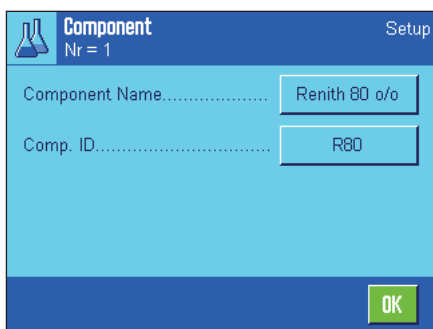 Component Setup
Nr = 1
Component Name.................... Renith 80 o/o
Comp. ID................................. R80
OK